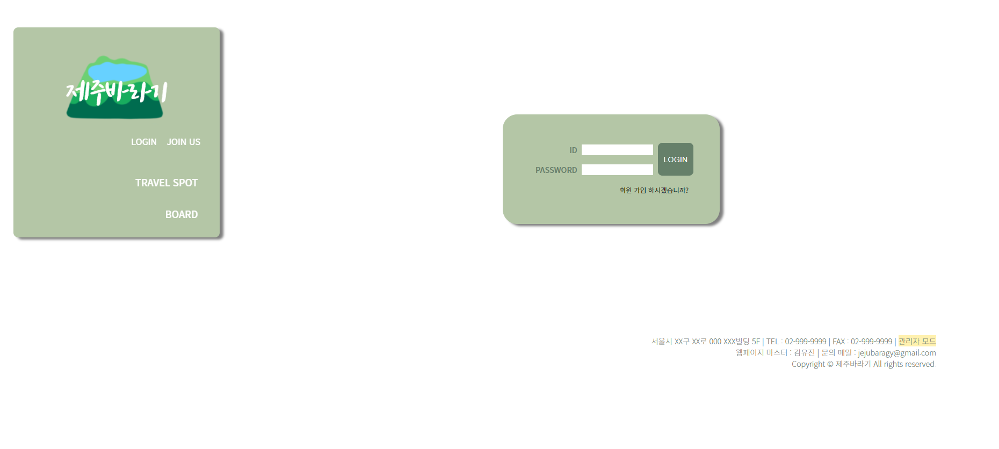 제주바라기
LOGIN JOIN US
TRAVEL SPOT
BOARD
ID
PASSWORD
LOGIN
회원 가입 하시겠습니까?
서울시 XX구 XX로 000 XXX빌딩 5F | TEL : 02-999-9999 | FAX : 02-999-9999 | 관리자 모드
웹페이지 마스터 : 김유진 | 문의 메일 : jejubaragy@gmail.com
Copyright © 제주바라기 All rights reserved.